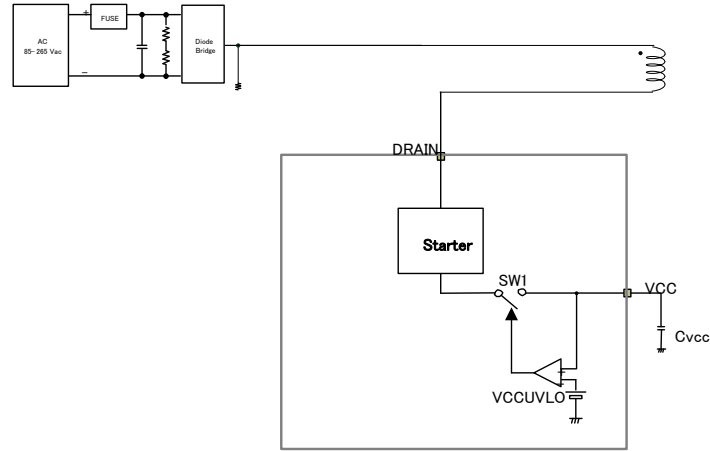 AC
85-265 Vac
+
FUSE
-
Diode
Bridge
DRAIN
Starter
SW1
VCC
Cvcc
+
-
VCCUVLO